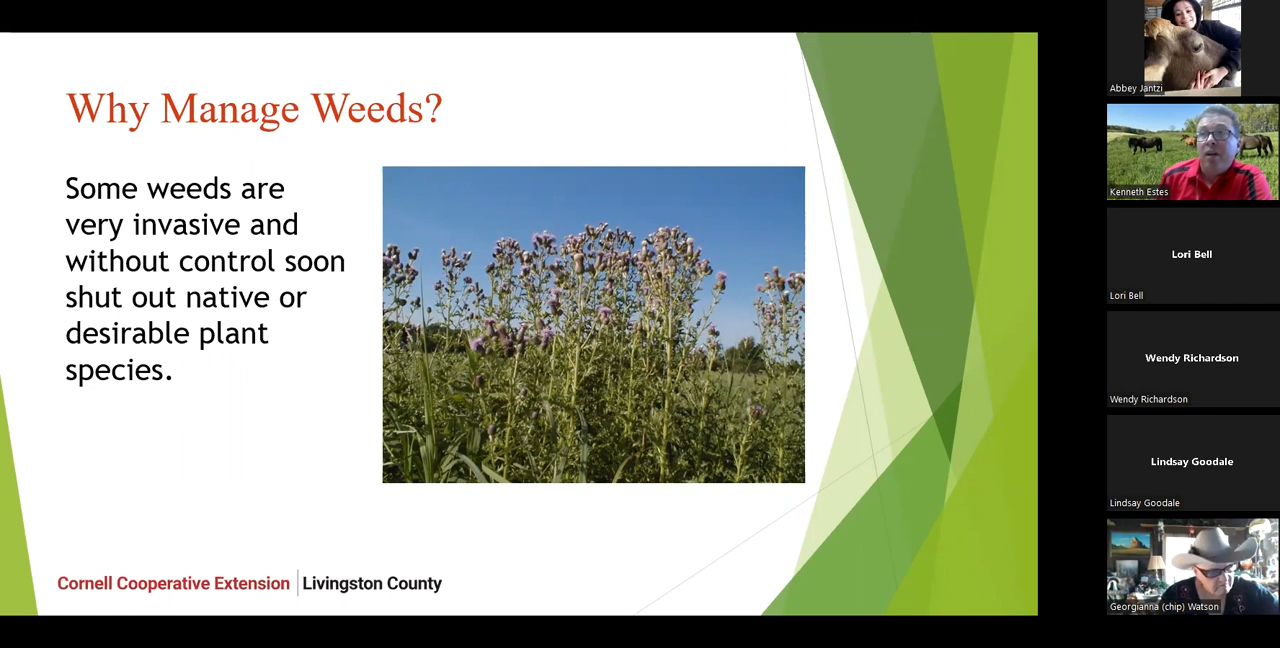 Why Manage Weeds?
Some weeds are
very invasive and
without control soon
shut out native or
desirable plant
species.
Cornell Cooperative Extension | Livingston County
Abbey Jantzi
Kenneth Estes
Lori Bell
Lori Bell
Wendy Richardson
Wendy Richardson
Lindsay Goodale
Lindsay Goodale
Georgianna (chip) Watson